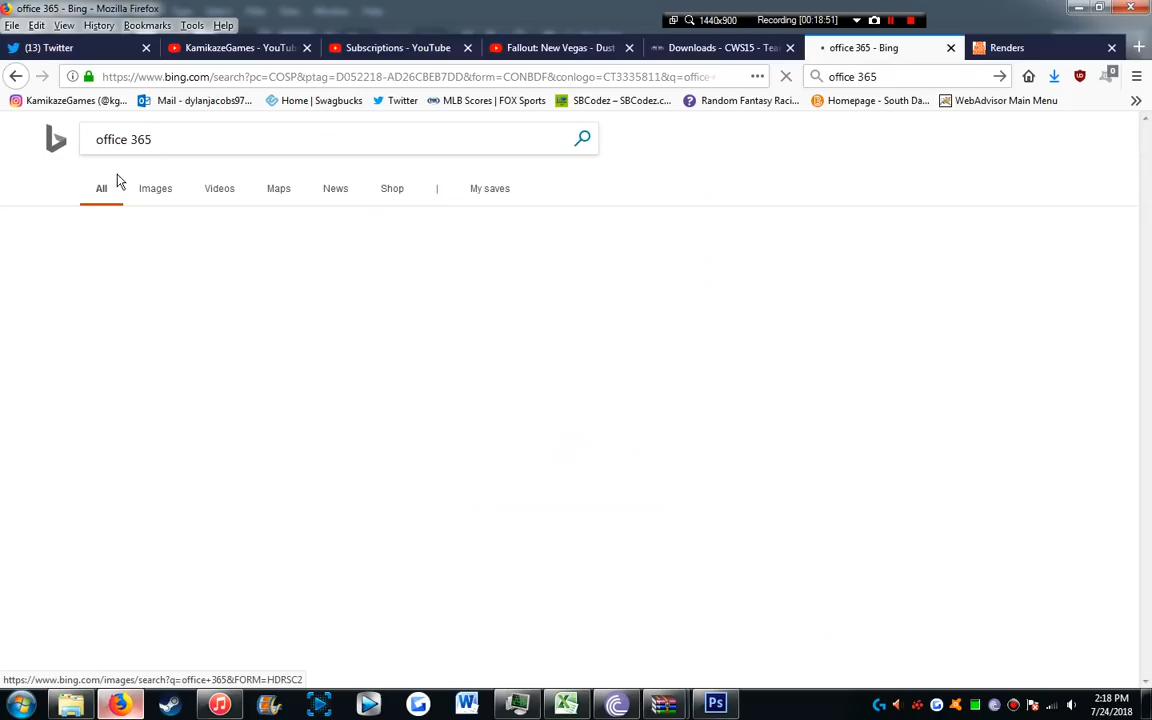 office 365 - Bing - Mozilla Firefox
1440x900 Recording [00:18:51]
File Edit View History Bookmarks Tools Help
(13) Twitter KamikazeGames - YouTub Subscriptions - YouTube Fallout: New Vegas - Dust Downloads - CWS15 - Tea office 365 - Bing Renders
https://www.bing.com/search?pc=COSP&ptag=D052218-AD26CBEB7DD&form=CONBDF&conlogo=CT3335811&q=office+ office 365 0
KamikazeGames (@kg... Mail - dylanjacobs97... Home | Swagbucks Twitter MLB Scores | FOX Sports SBCodez – SBCodez.c... Random Fantasy Raci... Homepage - South Da... WebAdvisor Main Menu
office 365
All Images Videos Maps News Shop | My saves
https://www.bing.com/images/search?q=office+365&FORM=HDRSC2
2:18 PM
7/24/2018